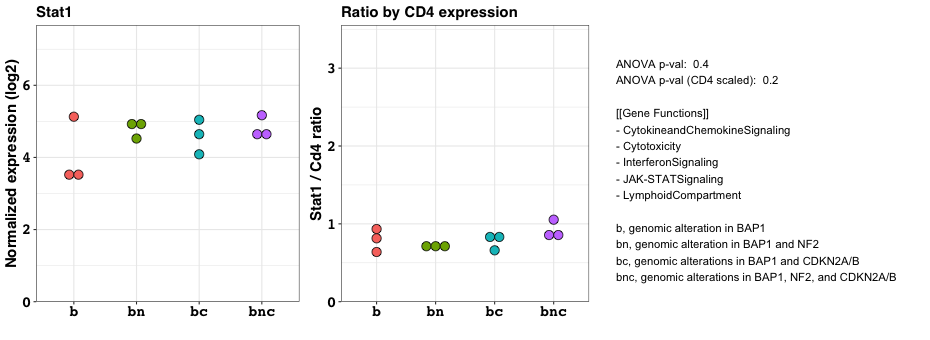 Stat1
Normalized expression (log2)
6
4
2
0
b bn bc bnc
Ratio by CD4 expression
Stat1 / Cd4 ratio
3
2
1
0
b bn bc bnc
ANOVA p-val: 0.4
ANOVA p-val (CD4 scaled): 0.2
[[Gene Functions]]
- CytokineandChemokineSignaling
- Cytotoxicity
- InterferonSignaling
- JAK-STATSignaling
- LymphoidCompartment
b, genomic alteration in BAP1
bn, genomic alteration in BAP1 and NF2
bc, genomic alterations in BAP1 and CDKN2A/B
bnc, genomic alterations in BAP1, NF2, and CDKN2A/B